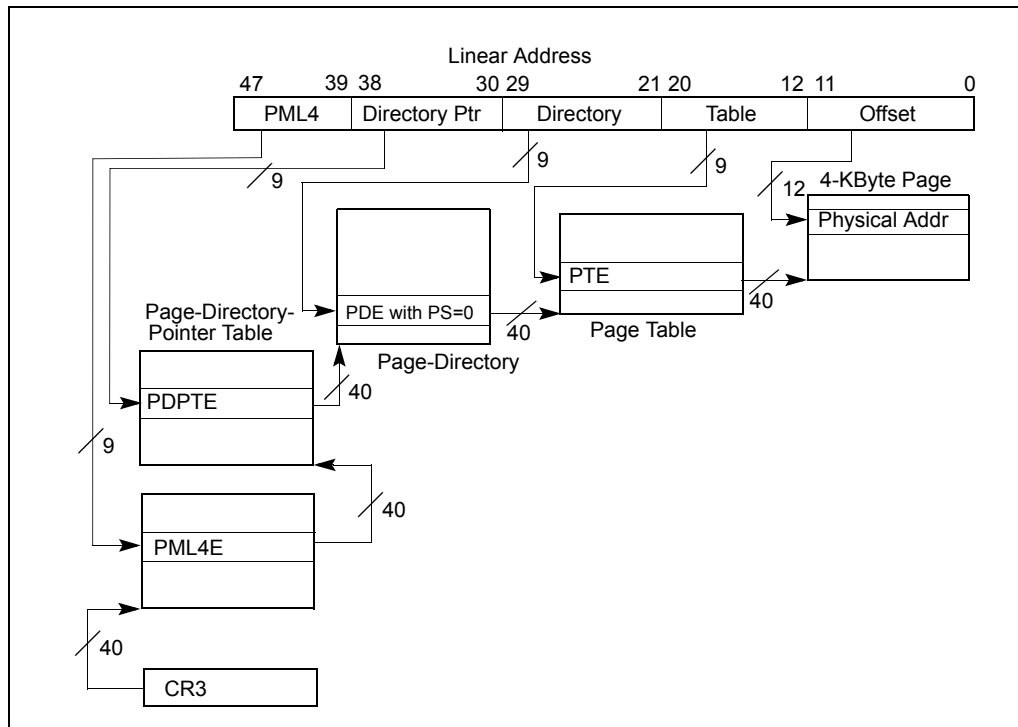 Linear Address
47 39 38 30 29 21 20 12 11 0
PML4 Directory Ptr Directory Table Offset
9 9 9
12 4-KByte Page
Physical Addr
PTE
40 40
PDE with PS=0
Page Table
Page-Directory-
Pointer Table
Page-Directory
40
PDPTE
9
40
PML4E
40
CR3